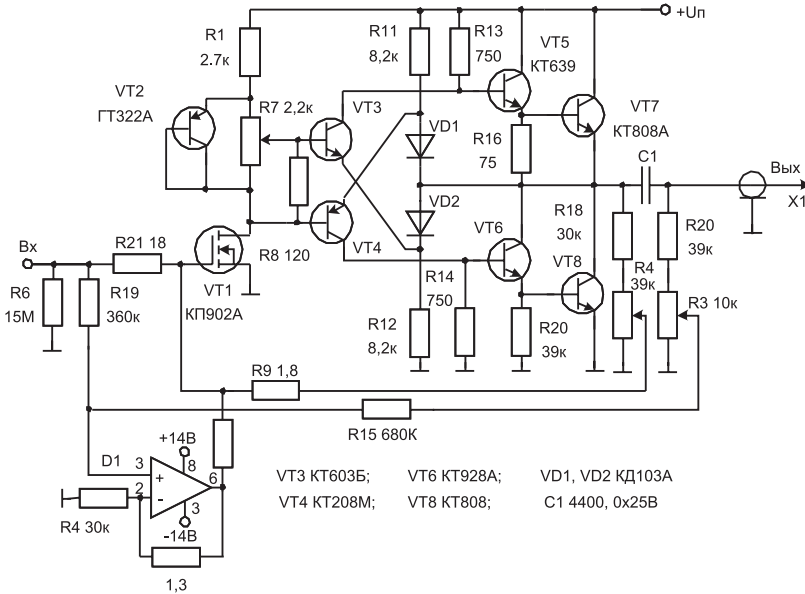 +Uп
R1
2.7к
R11
8,2к
R13
750
VT5
КТ639
VT2
ГТ322А
R7 2,2к
VT3
VD1
R16
75
VT7
КТ808А
C1
Вых
X1
VD2
VT4
R8 120
VT6
VT8
R18
30к
R4
39к
R20
39к
R3 10к
Вх
R21 18
R6
15М
R19
360к
VT1
КП902А
R14
750
R12
8,2к
R20
39к
R9 1,8
R15 680К
D1
+14В
3
8
+
6
2
-
3
-14В
R4 30к
1,3
VT3 КТ603Б; VT6 КТ928А; VD1, VD2 КД103А
VT4 КТ208М; VT8 КТ808; С1 4400, 0х25В